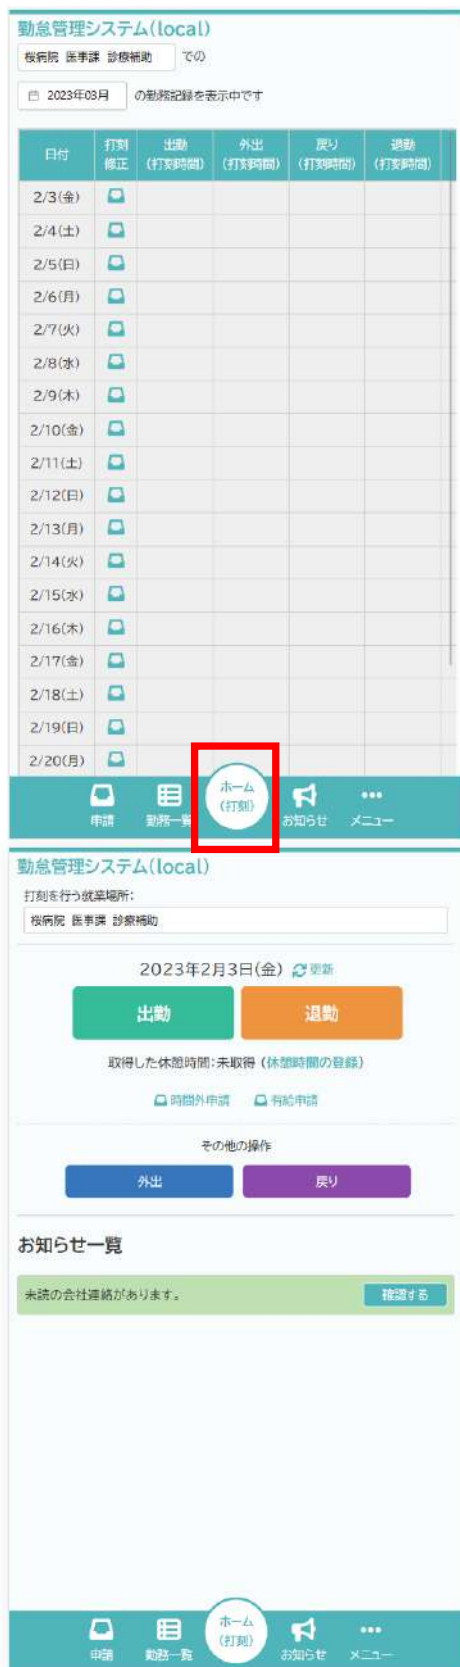 勤怠管理システム(local)
桜病院 医事課 診療補助 での
2023年03月 の勤務記録を表示中です
日付 打刻修正 出勤(打刻時間) 外出(打刻時間) 戻り(打刻時間) 退勤(打刻時間)
2/3(金)
2/4(土)
2/5(日)
2/6(月)
2/7(火)
2/8(水)
2/9(木)
2/10(金)
2/11(土)
2/12(日)
2/13(月)
2/14(火)
2/15(水)
2/16(木)
2/17(金)
2/18(土)
2/19(日)
2/20(月)
申請 勤務一覧 ホーム(打刻) お知らせ メニュー
勤怠管理システム(local)
打刻を行う就業場所:
桜病院 医事課 診療補助
2023年2月3日(金) 更新
出勤 退勤
取得した休憩時間:未取得 (休憩時間の登録)
時間外申請 有給申請
その他の操作
外出 戻り
お知らせ一覧
未読の会社連絡があります。 確認する
申請 勤務一覧 ホーム(打刻) お知らせ メニュー